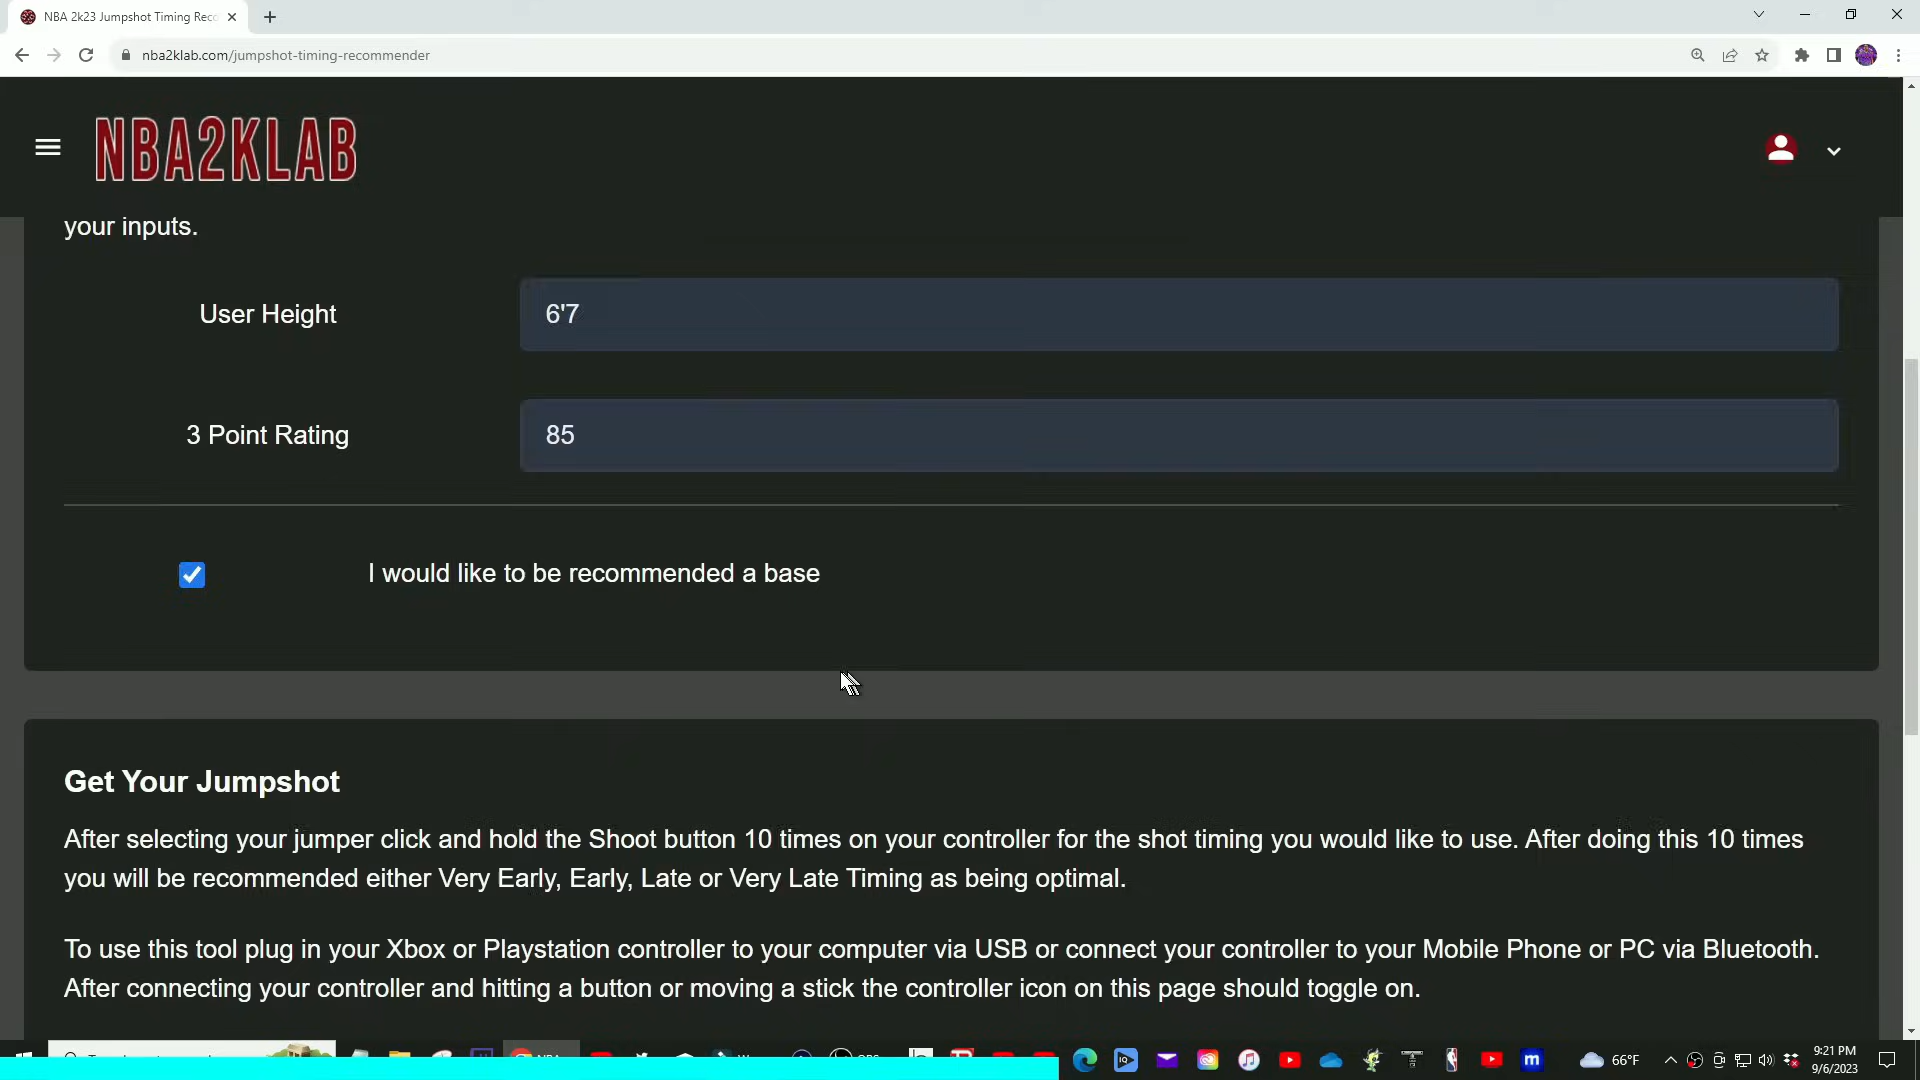 NBA 2k23 Jumpshot Timing Reco
nba2klab.com/jumpshot-timing-recommender
NBA2KLAB
your inputs.
User Height
6'7
3 Point Rating
85
I would like to be recommended a base
Get Your Jumpshot
After selecting your jumper click and hold the Shoot button 10 times on your controller for the shot timing you would like to use. After doing this 10 times
you will be recommended either Very Early, Early, Late or Very Late Timing as being optimal.
To use this tool plug in your Xbox or Playstation controller to your computer via USB or connect your controller to your Mobile Phone or PC via Bluetooth.
After connecting your controller and hitting a button or moving a stick the controller icon on this page should toggle on.
66°F
9:21 PM
9/6/2023